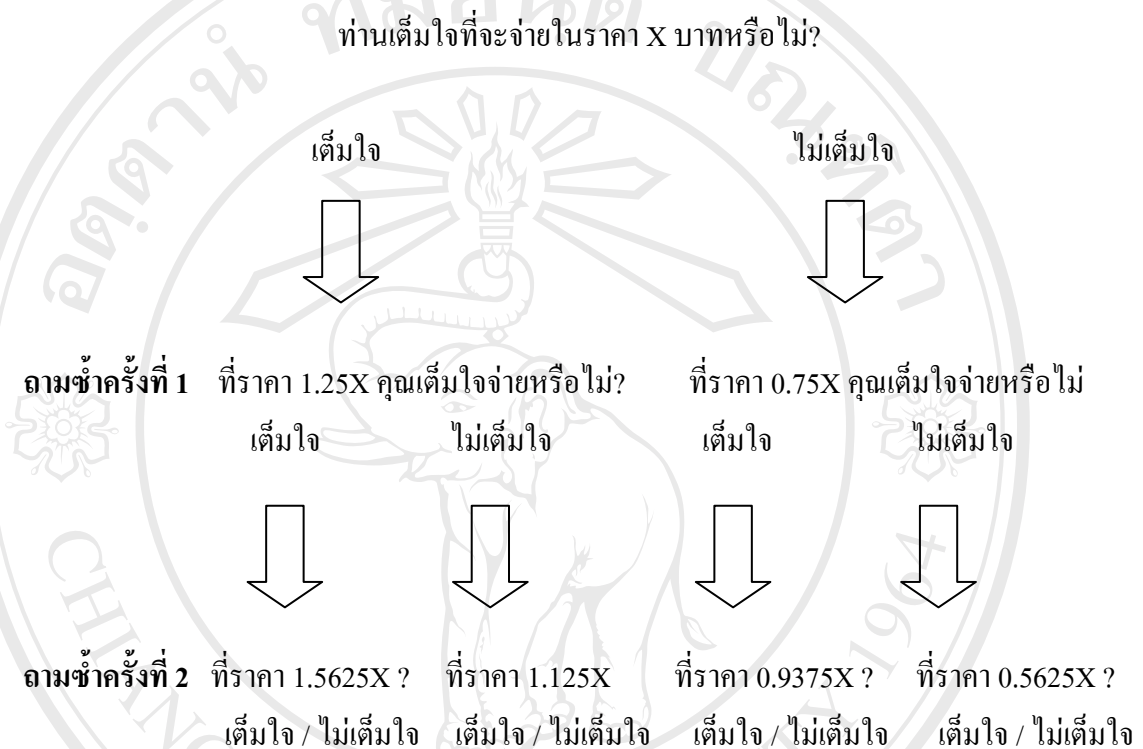 ท่านเต็มใจที่จะจ่ายในราคา X บาทหรือไม่?
เต็มใจ ไม่เต็มใจ
ถามซ้ำครั้งที่ 1 ที่ราคา 1.25X คุณเต็มใจจ่ายหรือไม่? ที่ราคา 0.75X คุณเต็มใจจ่ายหรือไม่
เต็มใจ ไม่เต็มใจ เต็มใจ ไม่เต็มใจ
ถามซ้ำครั้งที่ 2 ที่ราคา 1.5625X ? ที่ราคา 1.125X ที่ราคา 0.9375X ? ที่ราคา 0.5625X ?
เต็มใจ / ไม่เต็มใจ เต็มใจ / ไม่เต็มใจ เต็มใจ / ไม่เต็มใจ เต็มใจ / ไม่เต็มใจ
1964